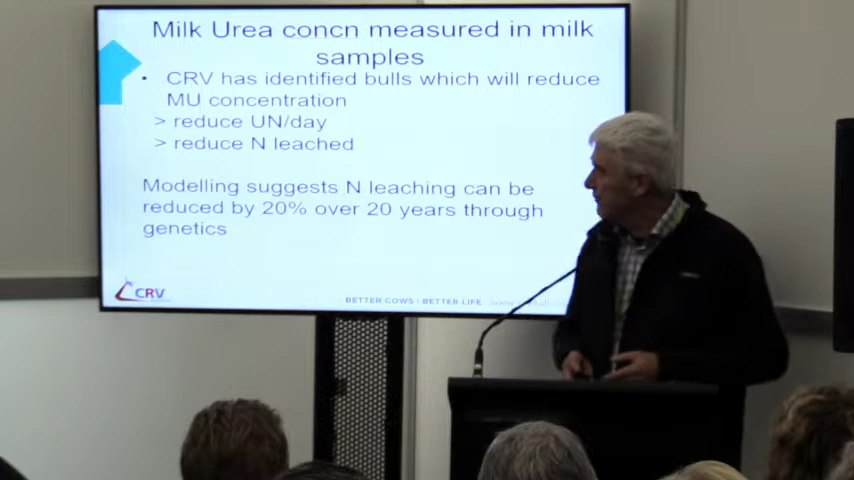 Milk Urea concn measured in milk
samples
• CRV has identified bulls which will reduce
MU concentration
> reduce UN/day
> reduce N leached
Modelling suggests N leaching can be
reduced by 20% over 20 years through
genetics
CRV
BETTER COWS | BETTER LIFE